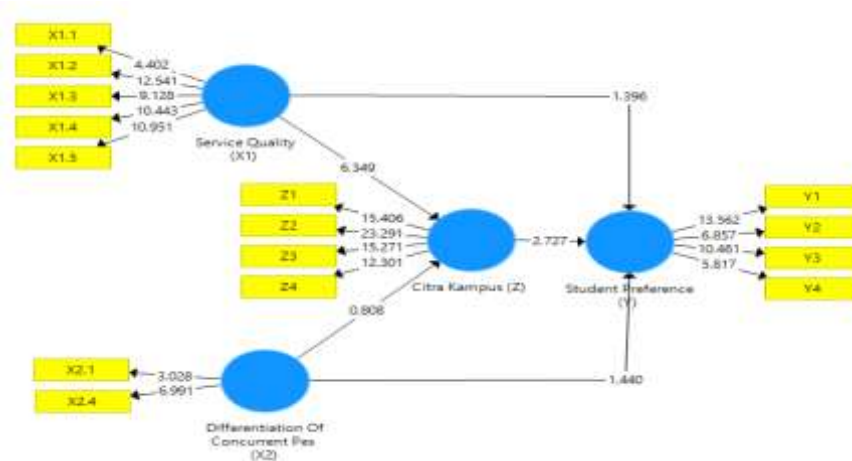 X1.1
X1.2
X1.3
X1.4
X1.5
4.402
12.541
9.128
10.443
10.951
Service Quality
(X1)
1.396
6.349
Z1
Z2
Z3
Z4
15.406
23.291
15.271
12.301
Citra Kampus (Z)
2.727
Student Preference
(Y)
13.562
6.857
10.461
5.817
Y1
Y2
Y3
Y4
0.808
X2.1
X2.4
3.028
6.991
1.440
Differentiation Of
Concurrent Pes
(X2)